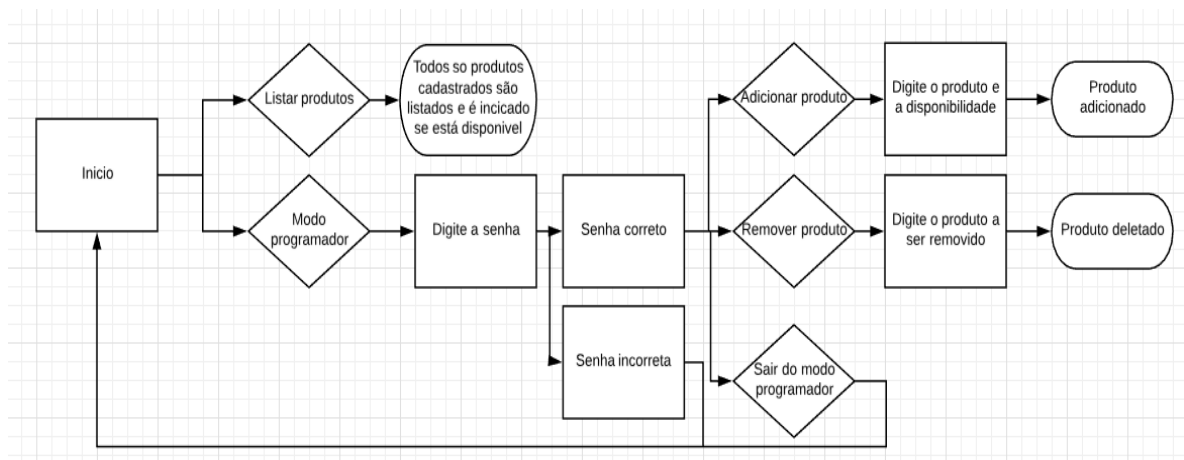 Inicio
Listar produtos
Todos so produtos
cadastrados são
listados e é incicado
se está disponivel
Modo
programador
Digite a senha
Senha correto
Senha incorreta
Adicionar produto
Digite o produto e
a disponibilidade
Produto
adicionado
Remover produto
Digite o produto a
ser removido
Produto deletado
Sair do modo
programador